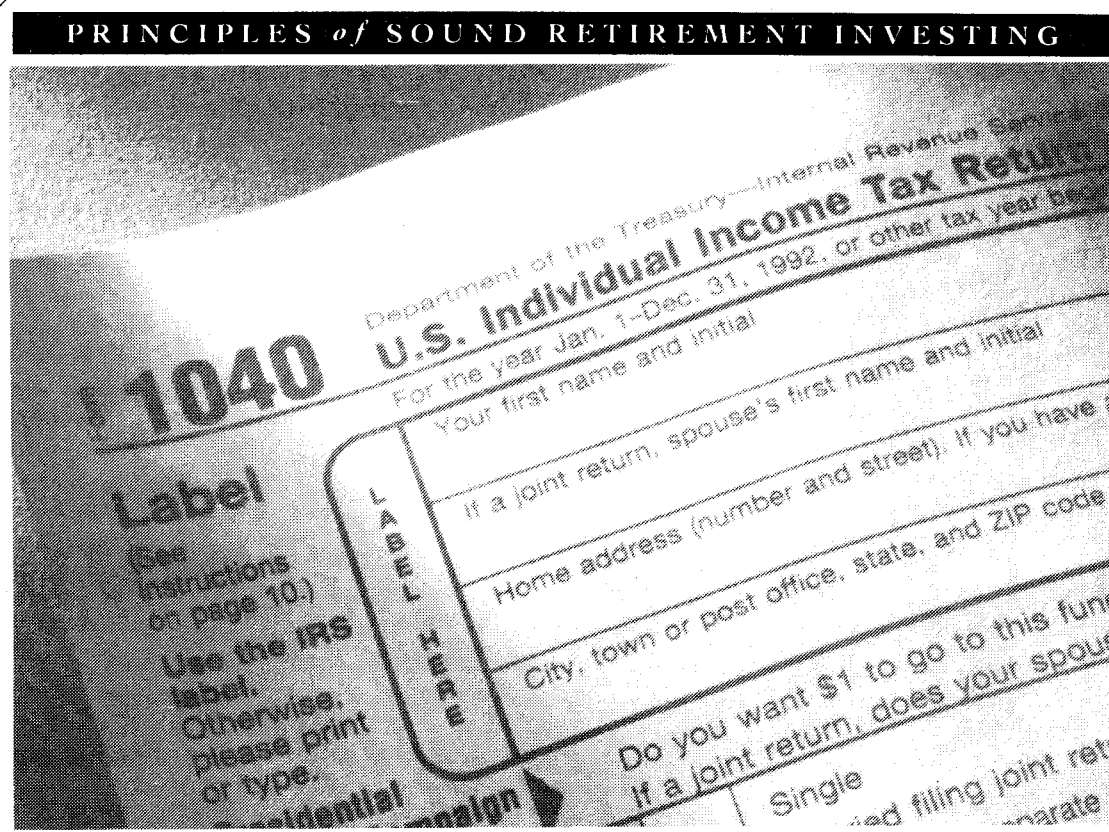 PRINCIPLES of SOUND RETIREMENT INVESTING
Department of the Treasury—Internal Revenue Service
1040 U.S. Individual Income Tax Return
For the year Jan. 1-Dec. 31, 1992, or other tax year
Your first name and initial
If a joint return, spouse's first name and initial
Home address (number and street). If you have
City, town or post office, state, and ZIP code
Label
(See
instructions
on page 10.)
Use the IRS
label.
Otherwise,
please print
or type.
LABEL HERE
Do you want $1 to go to this
If a joint return, does your
Single
filing joint